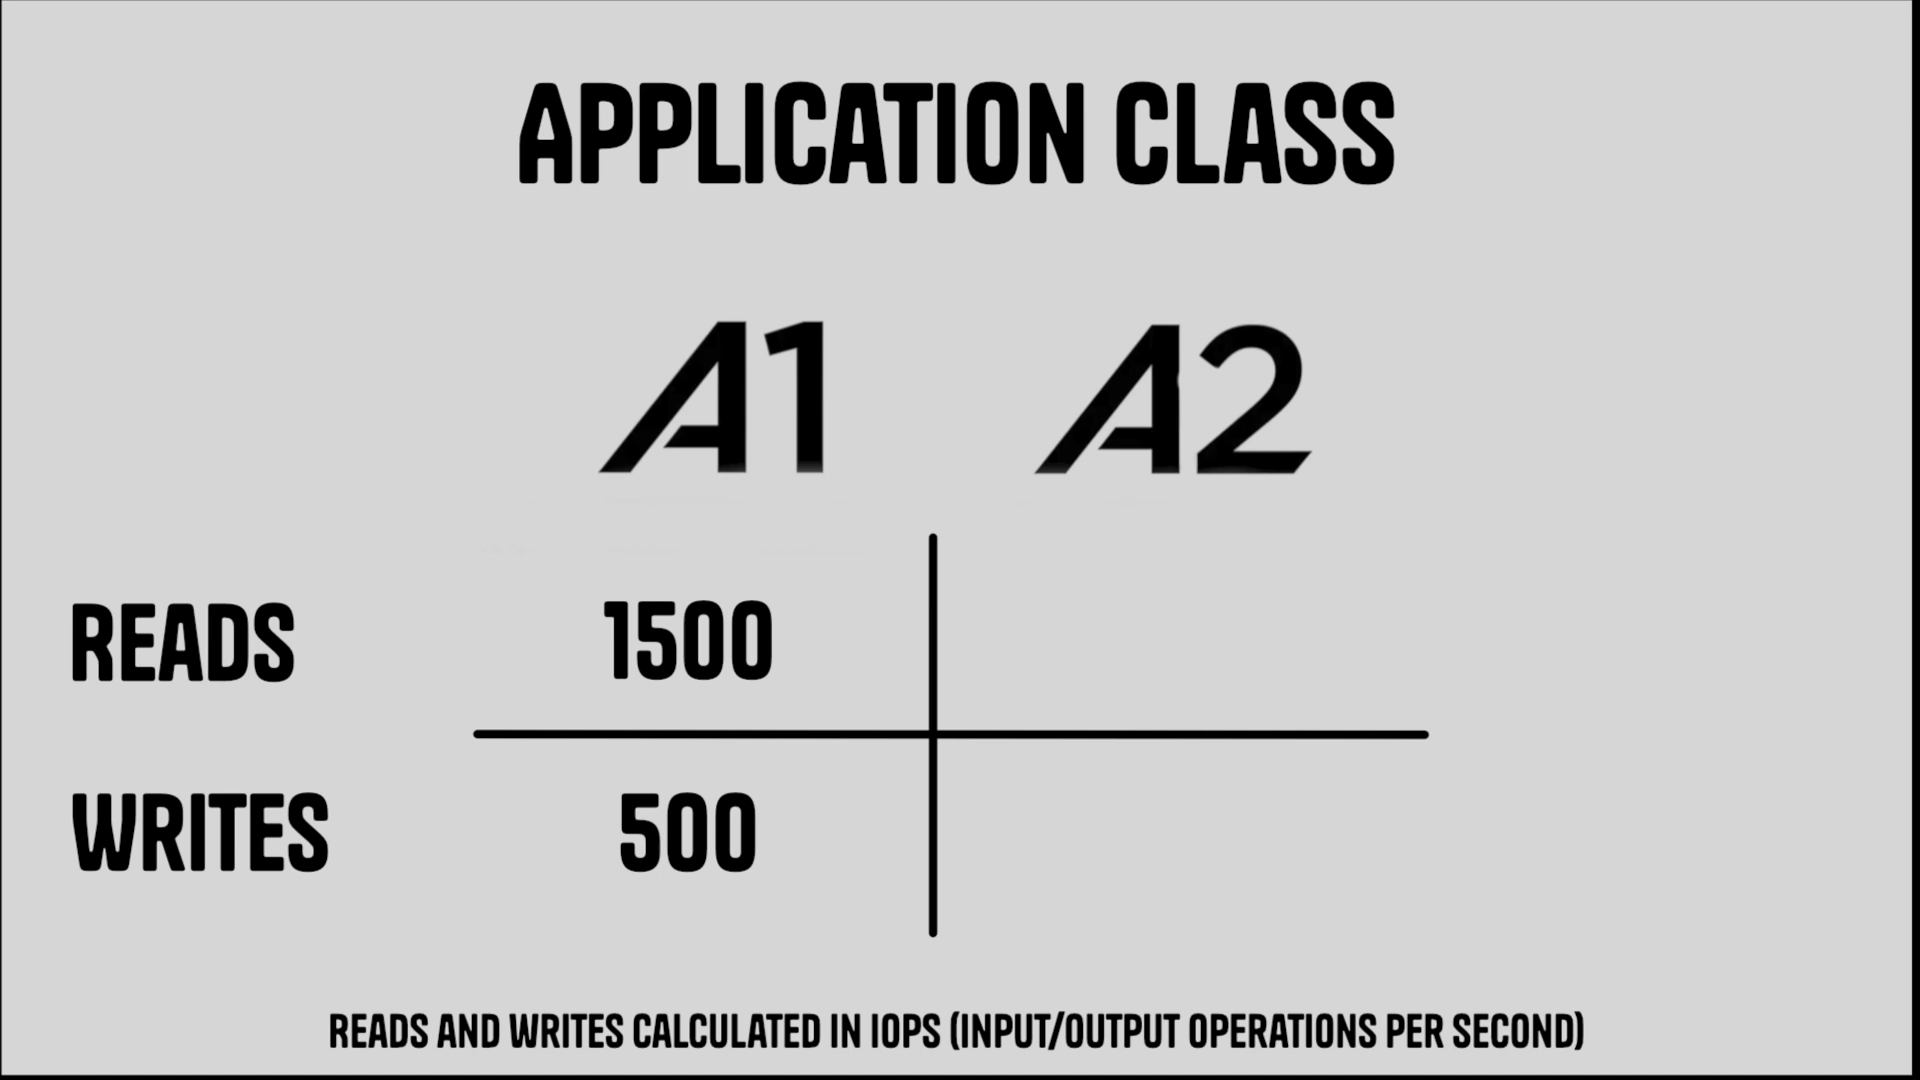 APPLICATION CLASS
A1 A2
READS 1500
WRITES 500
READS AND WRITES CALCULATED IN IOPS (INPUT/OUTPUT OPERATIONS PER SECOND)